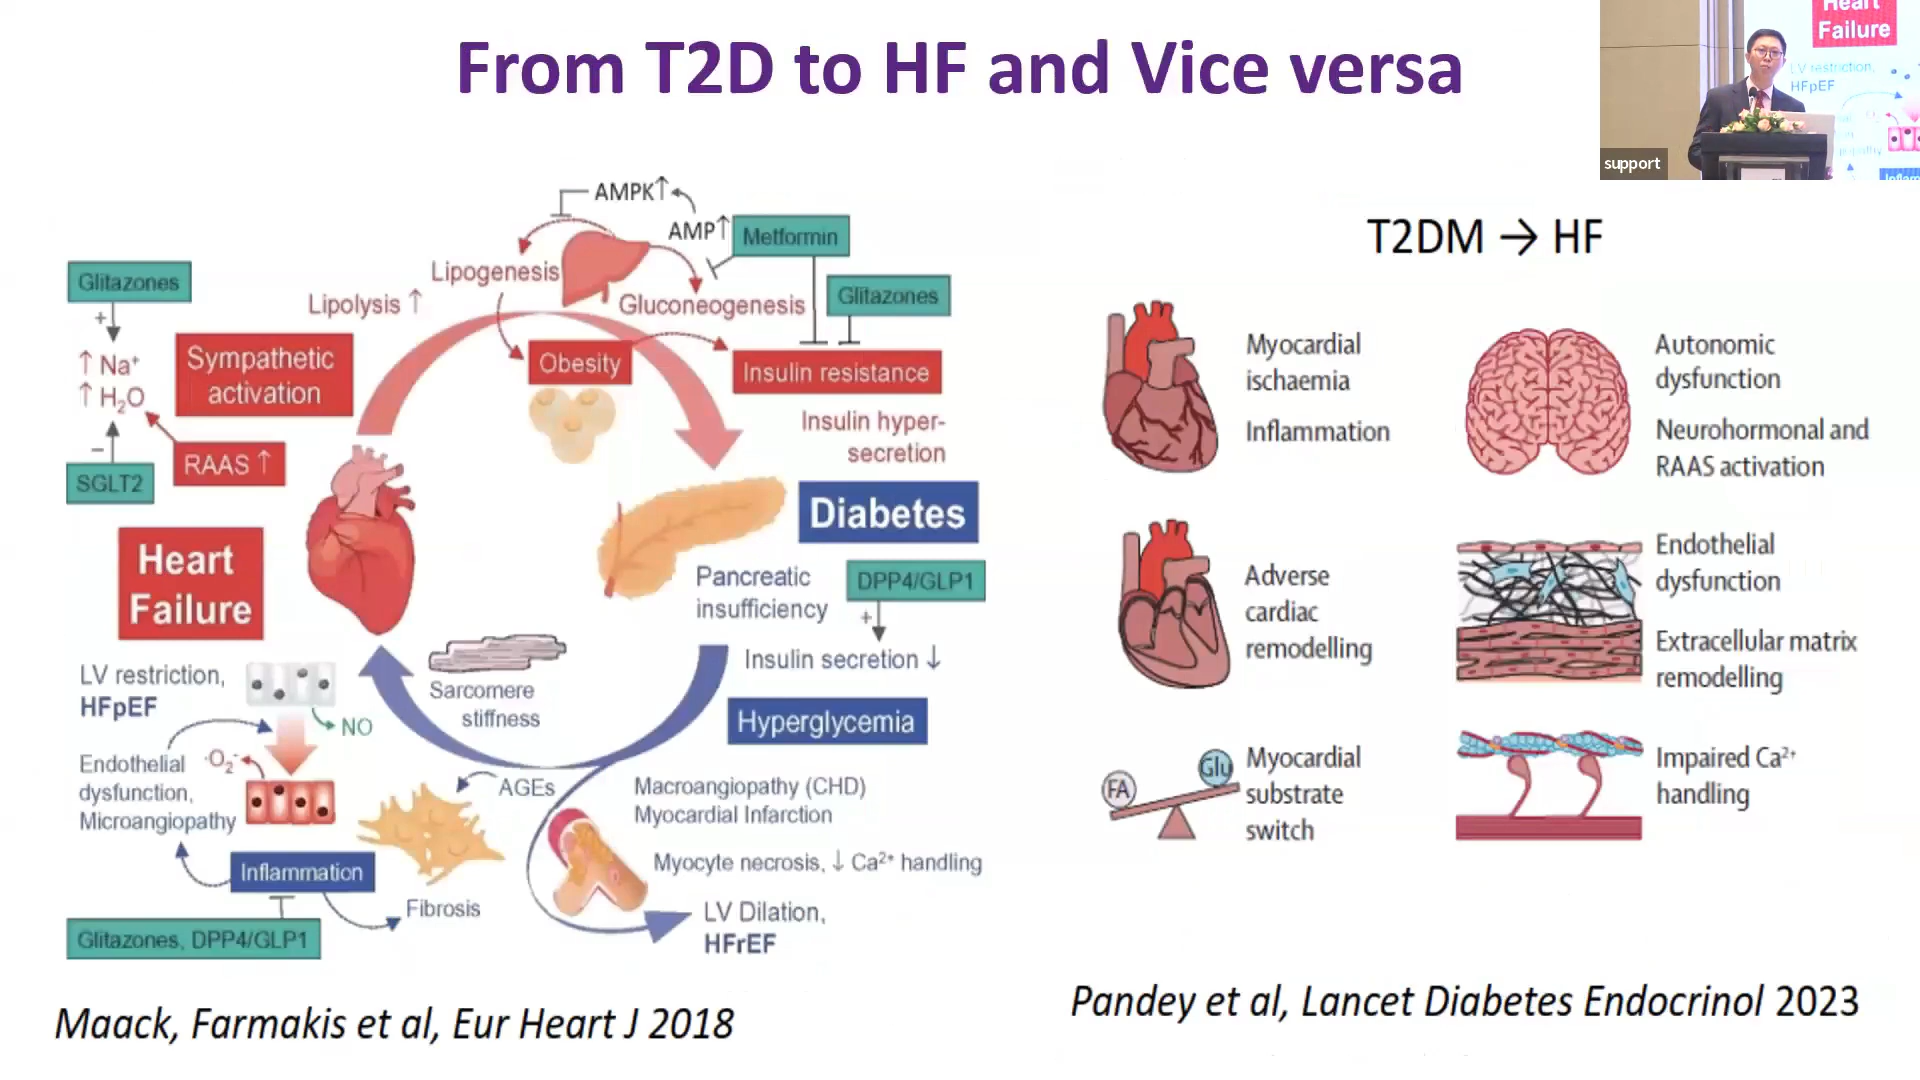 From T2D to HF and Vice versa
Heart
Failure
LV restriction,
HFpEF
support
AMPK↑
AMP↑
Metformin
Glitazones
Lipogenesis
Lipolysis ↑
Gluconeogenesis
Glitazones
+
↑ Na⁺
↑ H₂O
Sympathetic
activation
Obesity
Insulin resistance
Insulin hyper-
secretion
−
RAAS ↑
SGLT2
Diabetes
Heart
Failure
Pancreatic
insufficiency
DPP4/GLP1
+
Insulin secretion ↓
LV restriction,
HFpEF
NO
Sarcomere
stiffness
Hyperglycemia
Endothelial
dysfunction,
Microangiopathy
·O₂⁻
AGEs
Macroangiopathy (CHD)
Myocardial Infarction
Myocyte necrosis, ↓ Ca²⁺ handling
Inflammation
Fibrosis
LV Dilation,
HFrEF
Glitazones, DPP4/GLP1
Maack, Farmakis et al, Eur Heart J 2018
T2DM → HF
Myocardial
ischaemia
Inflammation
Autonomic
dysfunction
Neurohormonal and
RAAS activation
Adverse
cardiac
remodelling
Endothelial
dysfunction
Extracellular matrix
remodelling
FA
Glu
Myocardial
substrate
switch
Impaired Ca²⁺
handling
Pandey et al, Lancet Diabetes Endocrinol 2023